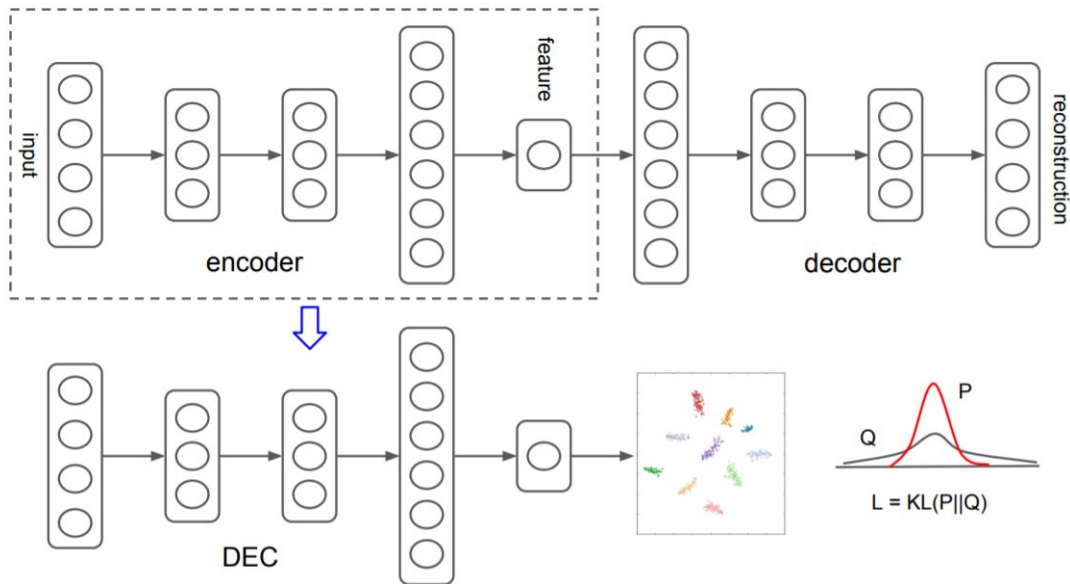 input
feature
reconstruction
encoder
decoder
P
Q
L = KL(P||Q)
DEC